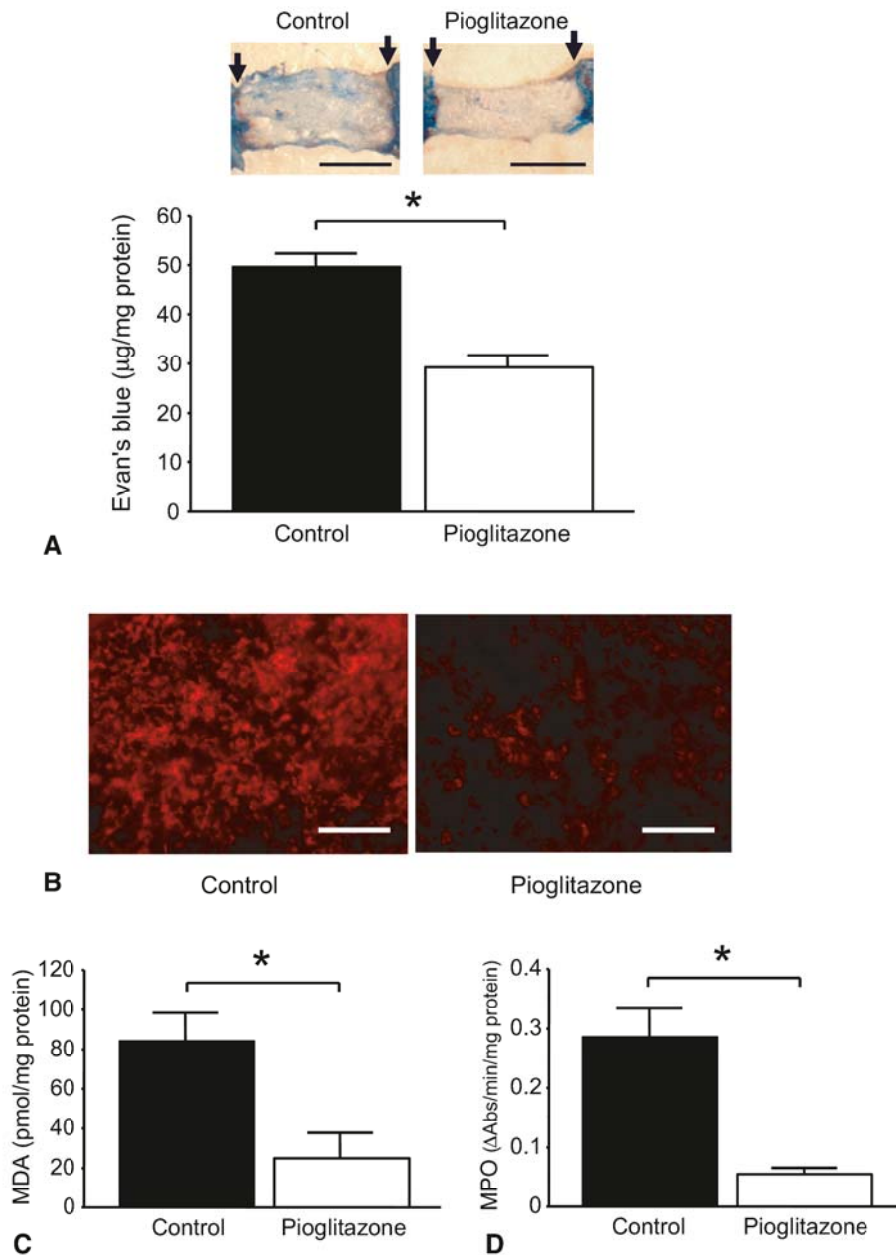 Control Pioglitazone
*
Evan's blue (µg/mg protein)
60
50
40
30
20
10
0
Control Pioglitazone
A
B
Control Pioglitazone
MDA (pmol/mg protein)
120
100
80
60
40
20
0
*
Control Pioglitazone
C
MPO (ΔAbs/min/mg protein)
0.4
0.3
0.2
0.1
0
*
Control Pioglitazone
D